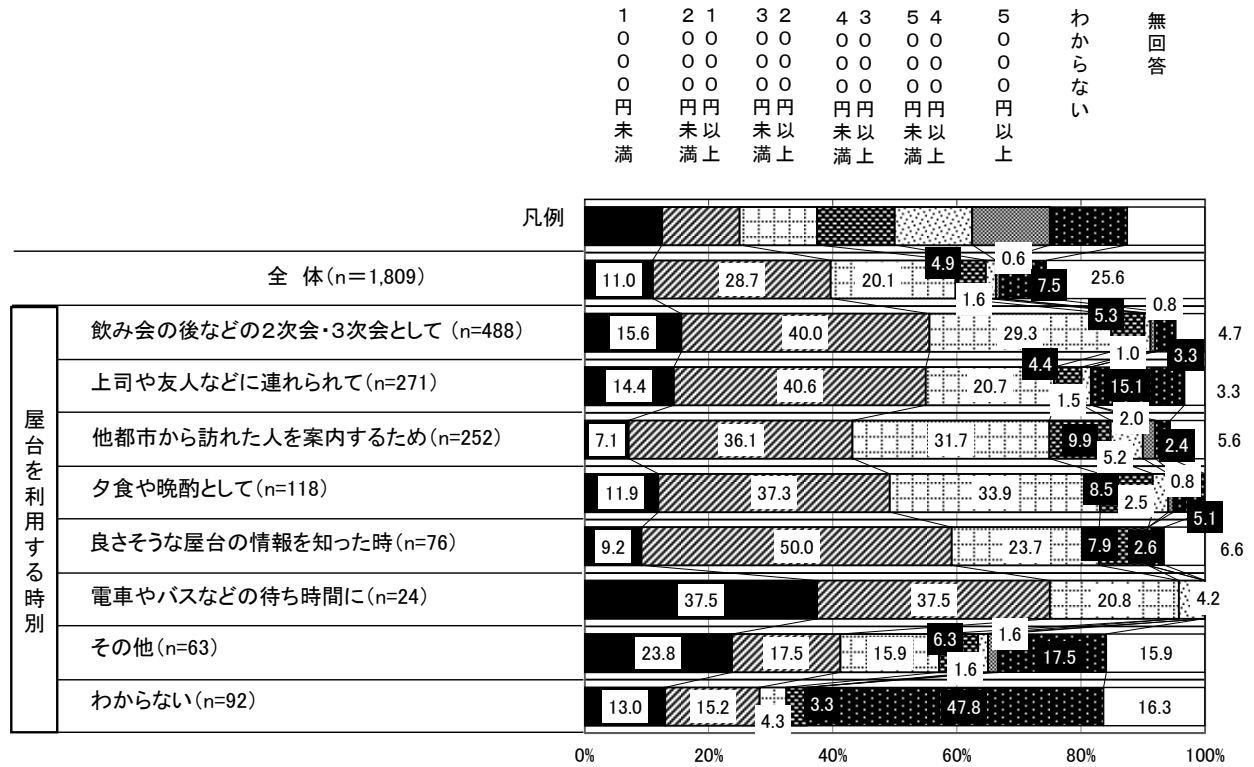 1000円未満
1000円以上
2000円未満
2000円以上
3000円未満
3000円以上
4000円未満
4000円以上
5000円未満
5000円以上
わからない
無回答
凡例
全 体(n=1,809)
11.0
28.7
20.1
4.9
1.6
0.6
7.5
25.6
屋台を利用する時別
飲み会の後などの2次会・3次会として (n=488)
15.6
40.0
29.3
5.3
1.0
0.8
3.3
4.7
上司や友人などに連れられて(n=271)
14.4
40.6
20.7
4.4
1.5
15.1
3.3
他都市から訪れた人を案内するため(n=252)
7.1
36.1
31.7
9.9
5.2
2.0
2.4
5.6
夕食や晩酌として(n=118)
11.9
37.3
33.9
8.5
2.5
0.8
5.1
良さそうな屋台の情報を知った時(n=76)
9.2
50.0
23.7
7.9
2.6
6.6
電車やバスなどの待ち時間に(n=24)
37.5
37.5
20.8
4.2
その他(n=63)
23.8
17.5
15.9
6.3
1.6
1.6
17.5
15.9
わからない(n=92)
13.0
15.2
4.3
3.3
47.8
16.3
0%
20%
40%
60%
80%
100%